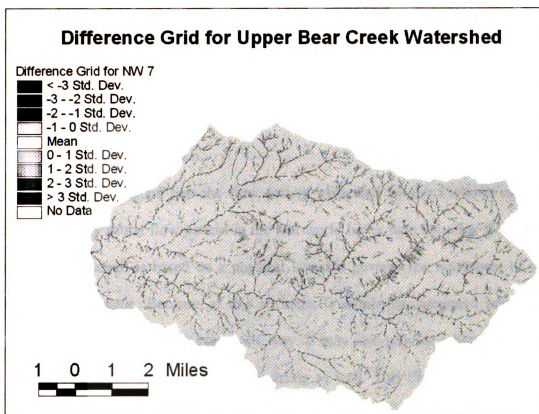 Difference Grid for Upper Bear Creek Watershed
Difference Grid for NW 7
< -3 Std. Dev.
-3 - -2 Std. Dev.
-2 - -1 Std. Dev.
-1 - 0 Std. Dev.
Mean
0 - 1 Std. Dev.
1 - 2 Std. Dev.
2 - 3 Std. Dev.
> 3 Std. Dev.
No Data
1 0 1 2 Miles